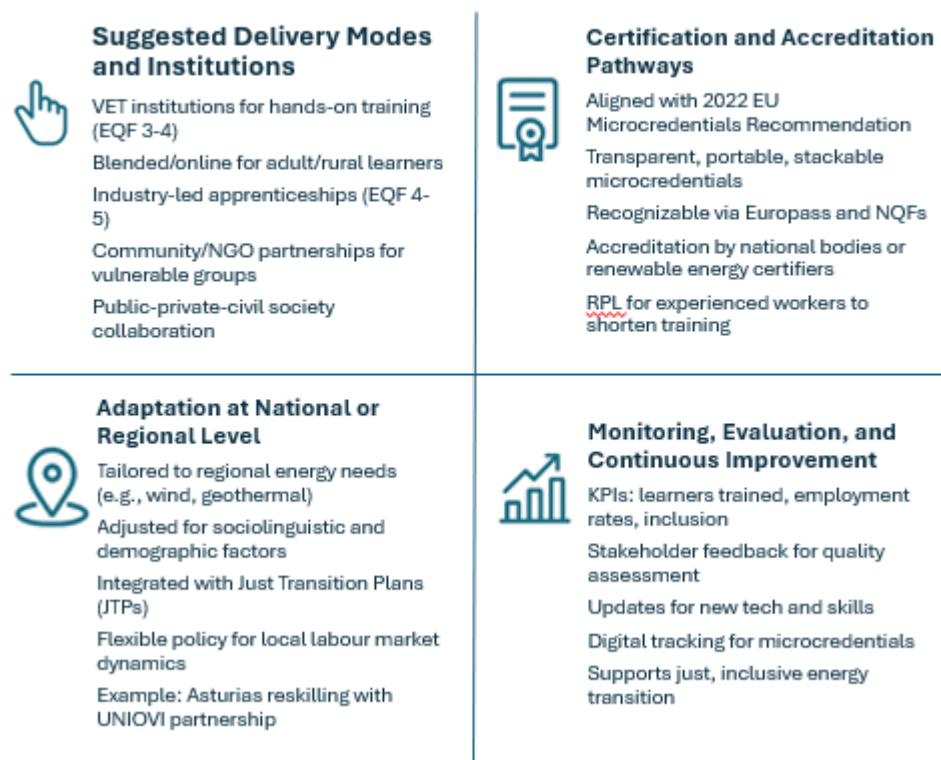 Suggested Delivery Modes
and Institutions
VET institutions for hands-on training
(EQF 3-4)
Blended/online for adult/rural learners
Industry-led apprenticeships (EQF 4-
5)
Community/NGO partnerships for
vulnerable groups
Public-private-civil society
collaboration
Certification and Accreditation
Pathways
Aligned with 2022 EU
Microcredentials Recommendation
Transparent, portable, stackable
microcredentials
Recognizable via Europass and NQFs
Accreditation by national bodies or
renewable energy certifiers
RPL for experienced workers to
shorten training
Adaptation at National or
Regional Level
Tailored to regional energy needs
(e.g., wind, geothermal)
Adjusted for sociolinguistic and
demographic factors
Integrated with Just Transition Plans
(JTPs)
Flexible policy for local labour market
dynamics
Example: Asturias reskilling with
UNIOVI partnership
Monitoring, Evaluation, and
Continuous Improvement
KPIs: learners trained, employment
rates, inclusion
Stakeholder feedback for quality
assessment
Updates for new tech and skills
Digital tracking for microcredentials
Supports just, inclusive energy
transition